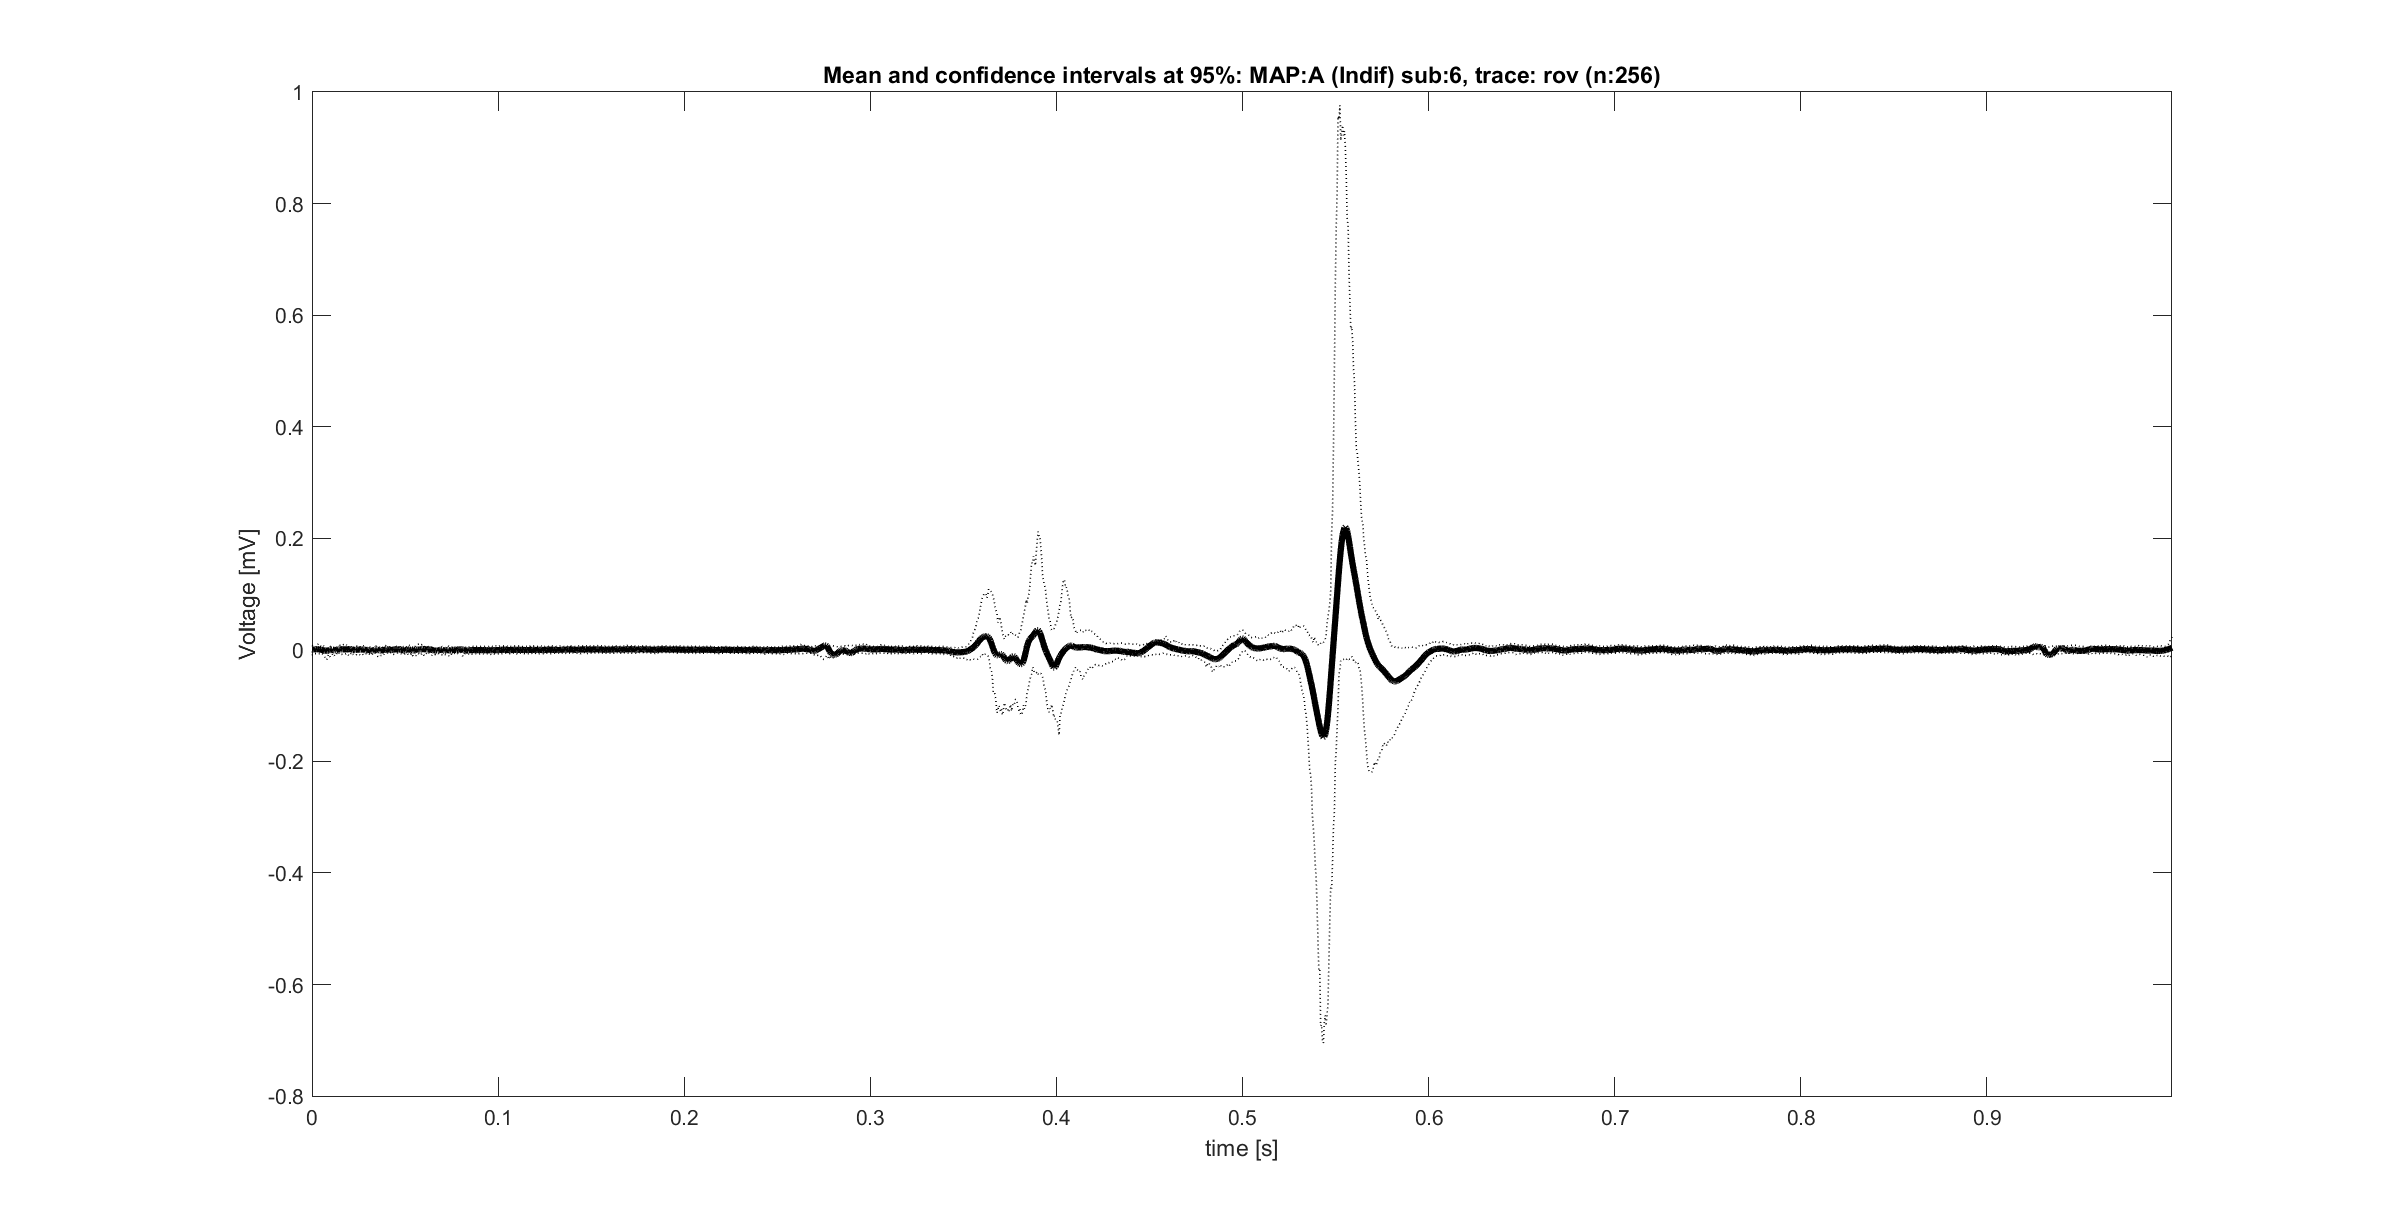 Mean and confidence intervals at 95%: MAP:A (Indif) sub:6, trace: rov (n:256)
1
0.8
0.6
0.4
0.2
0
-0.2
-0.4
-0.6
-0.8
Voltage [mV]
0 0.1 0.2 0.3 0.4 0.5 0.6 0.7 0.8 0.9
time [s]